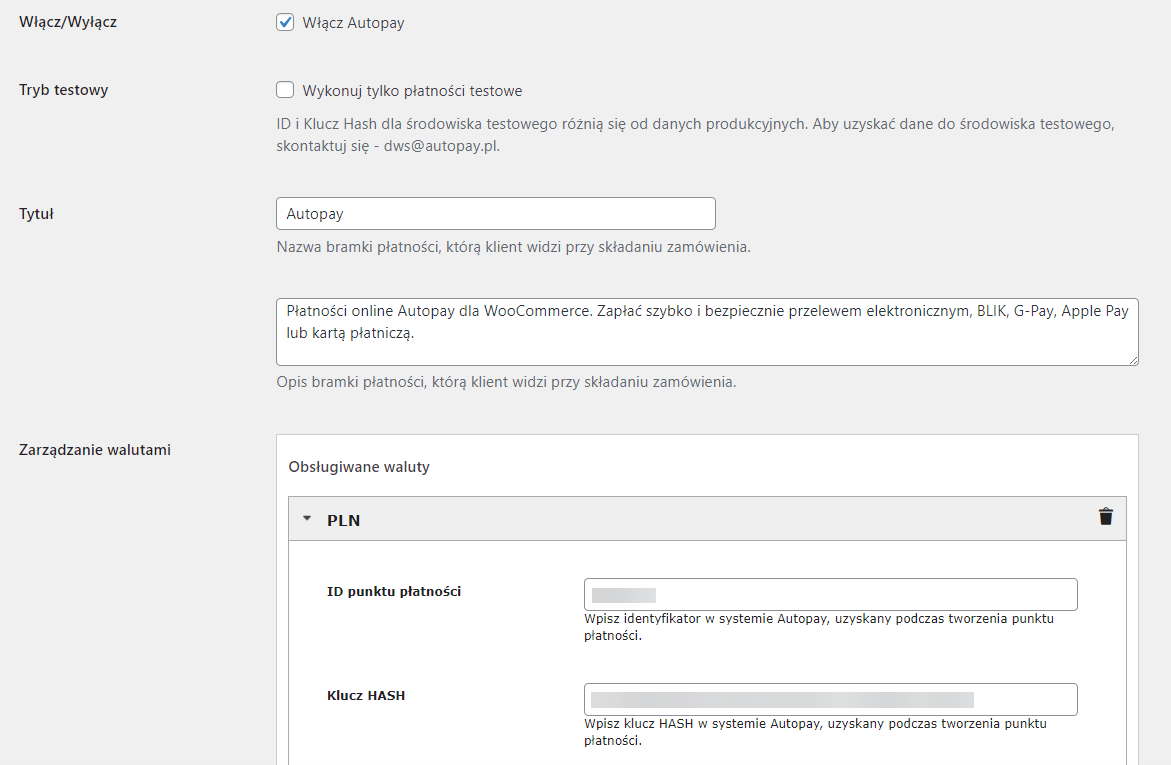 Włącz/Wyłącz
Włącz Autopay
Tryb testowy
Wykonuj tylko płatności testowe
ID i Klucz Hash dla środowiska testowego różnią się od danych produkcyjnych. Aby uzyskać dane do środowiska testowego,
skontaktuj się - dws@autopay.pl.
Tytuł
Autopay
Nazwa bramki płatności, którą klient widzi przy składaniu zamówienia.
Płatności online Autopay dla WooCommerce. Zapłać szybko i bezpiecznie przelewem elektronicznym, BLIK, G-Pay, Apple Pay
lub kartą płatniczą.
Opis bramki płatności, którą klient widzi przy składaniu zamówienia.
Zarządzanie walutami
Obsługiwane waluty
PLN
ID punktu płatności
Wpisz identyfikator w systemie Autopay, uzyskany podczas tworzenia punktu
płatności.
Klucz HASH
Wpisz klucz HASH w systemie Autopay, uzyskany podczas tworzenia punktu
płatności.